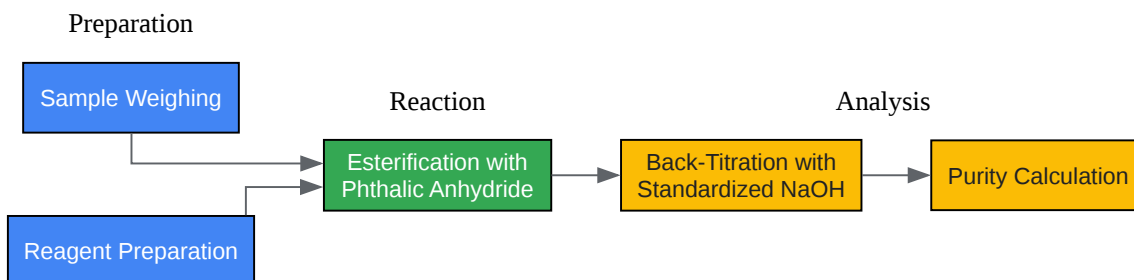 Preparation
Sample Weighing
Reaction
Analysis
Esterification with
Phthalic Anhydride
Back-Titration with
Standardized NaOH
Purity Calculation
Reagent Preparation